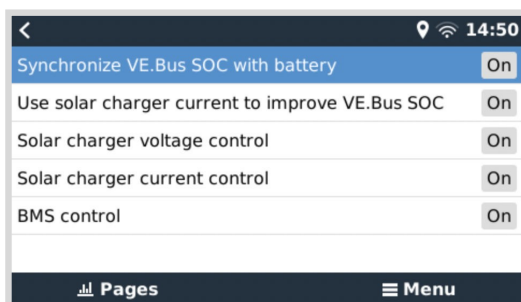 14:50
Synchronize VE.Bus SOC with battery On
Use solar charger current to improve VE.Bus SOC On
Solar charger voltage control On
Solar charger current control On
BMS control On
Pages Menu